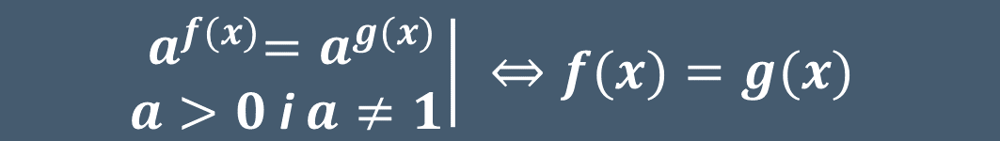 a^{f(x)} = a^{g(x)}
a > 0 i a ≠ 1 | ⇔ f(x) = g(x)